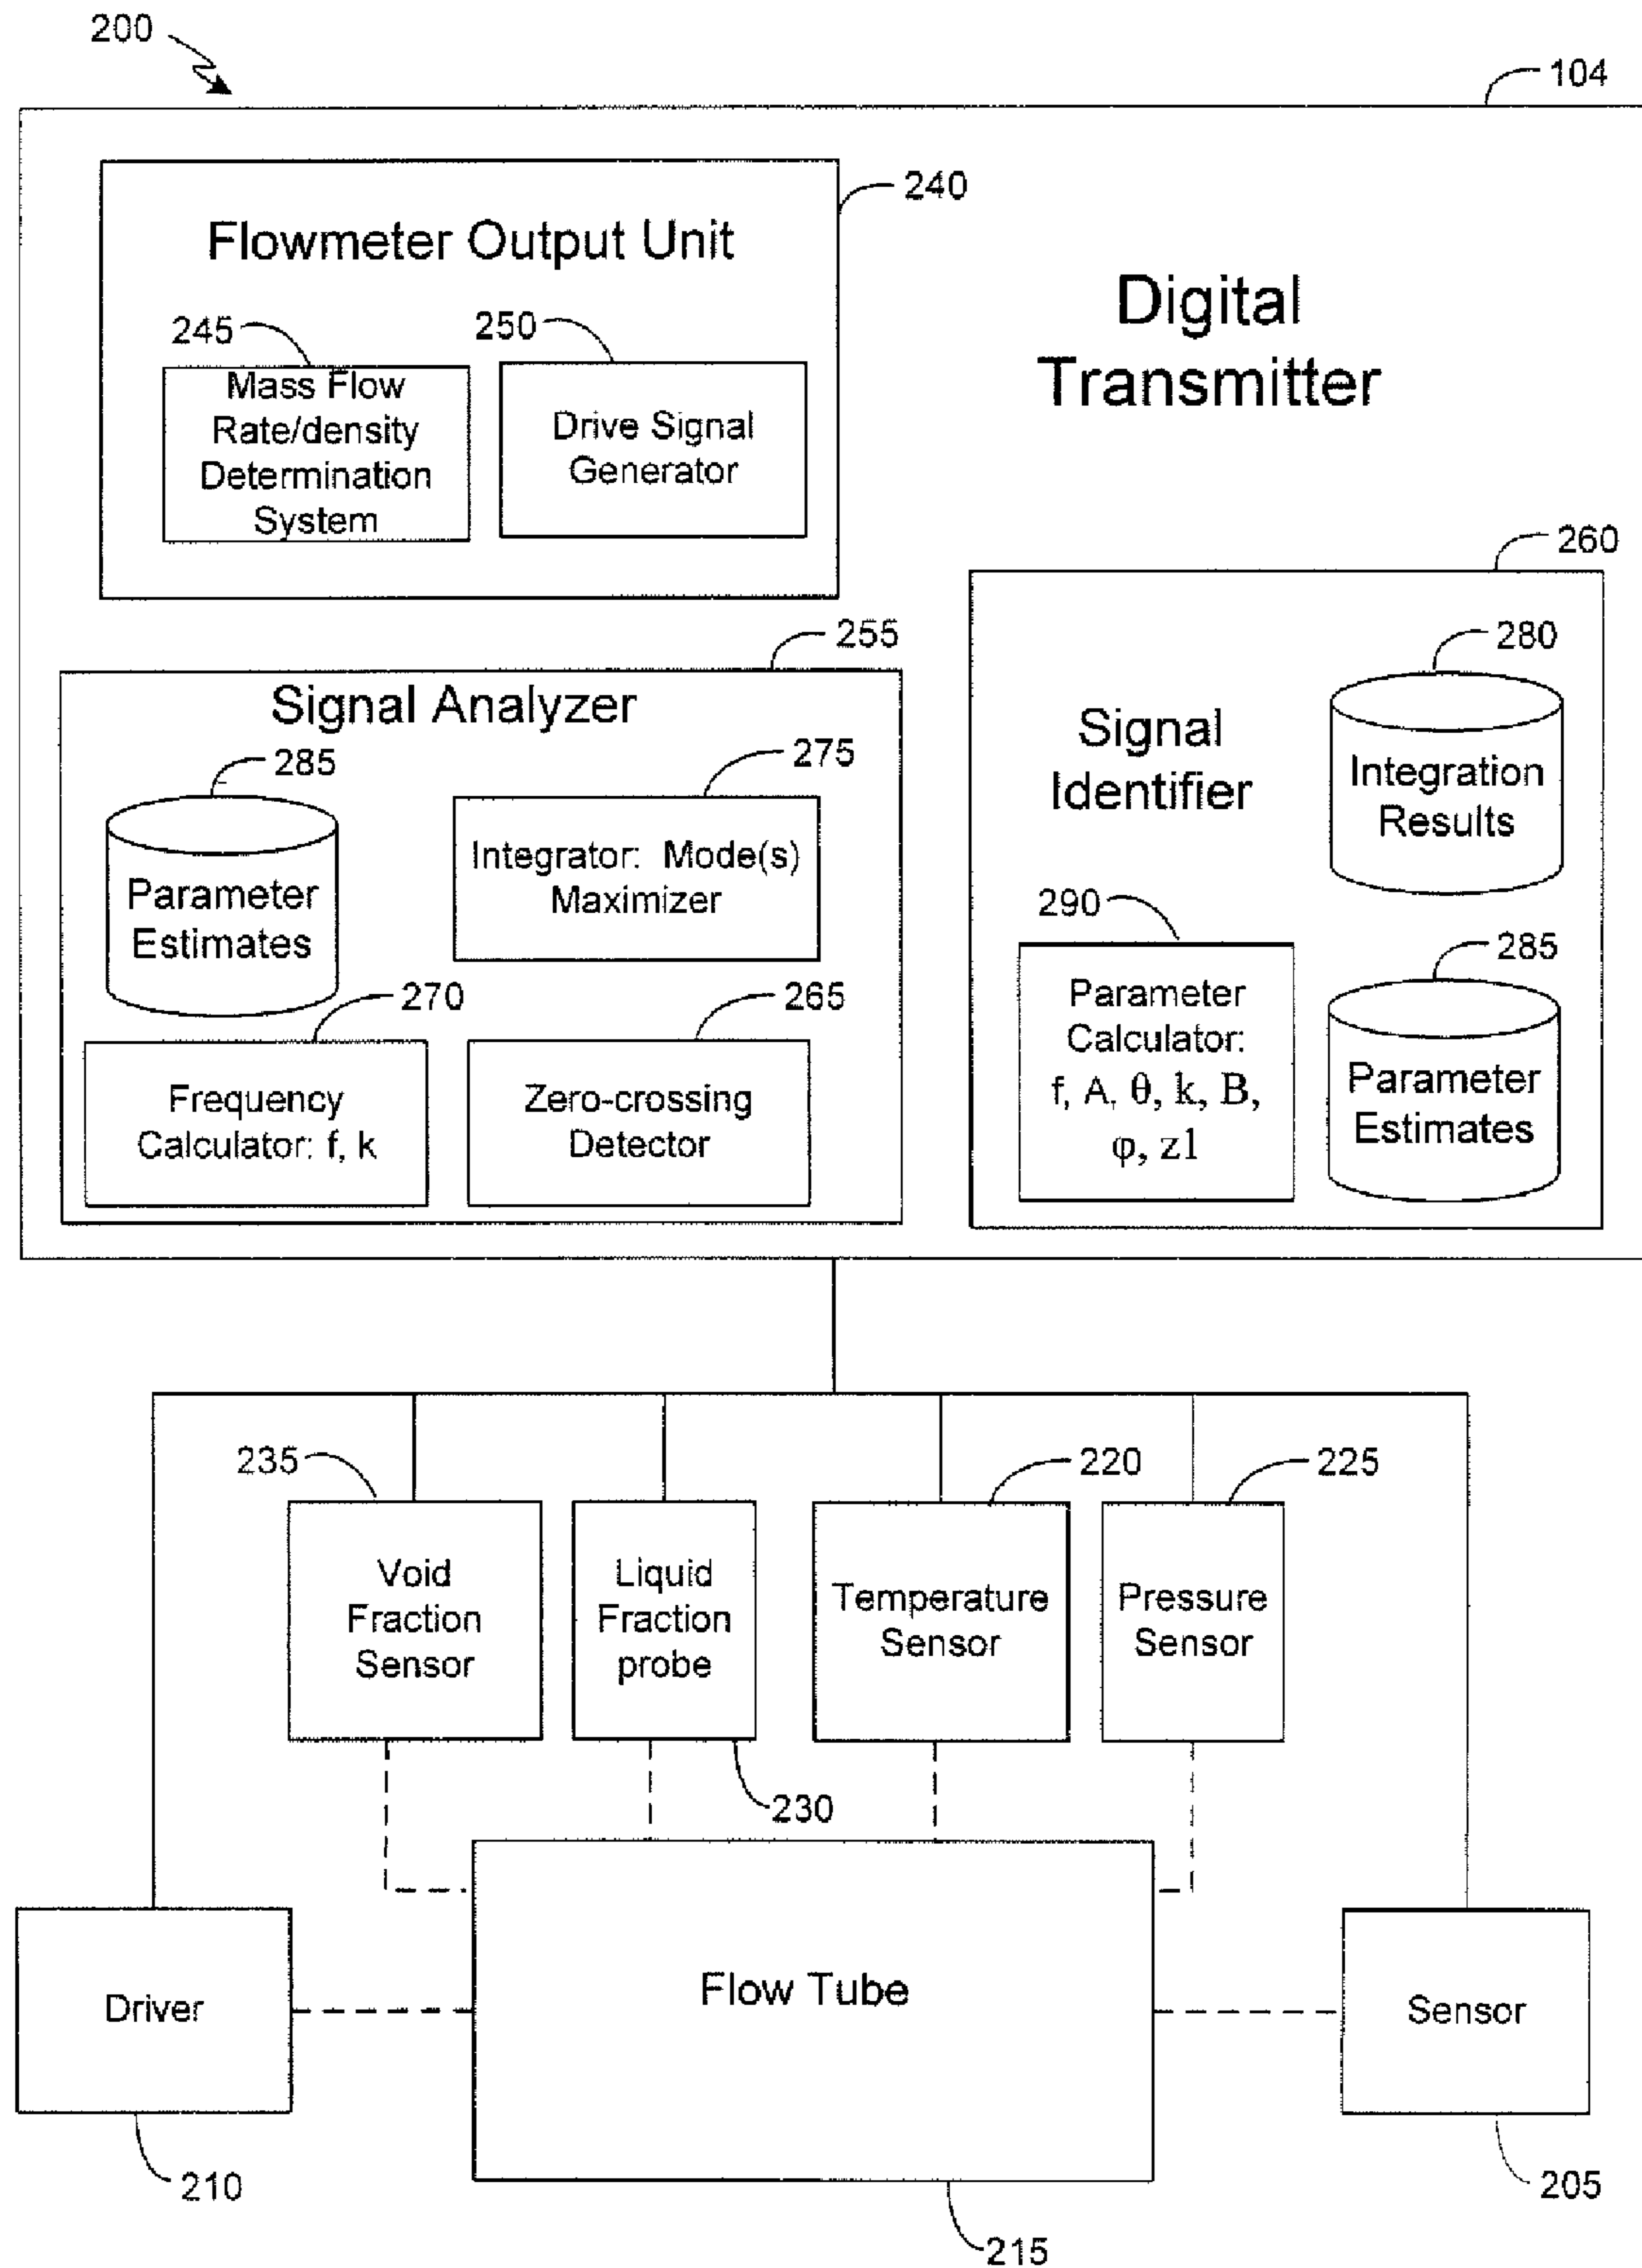 200
104
240
Flowmeter Output Unit
245
250
Mass Flow
Rate/density
Determination
System
Drive Signal
Generator
Digital
Transmitter
260
255
Signal Analyzer
285
275
Parameter
Estimates
Integrator: Mode(s)
Maximizer
270
265
Frequency
Calculator: f, k
Zero-crossing
Detector
280
Signal
Identifier
Integration
Results
290
285
Parameter
Calculator:
f, A, θ, k, B,
φ, z1
Parameter
Estimates
235
220
225
Void
Fraction
Sensor
Liquid
Fraction
probe
Temperature
Sensor
Pressure
Sensor
230
Driver
Flow Tube
Sensor
210
205
215